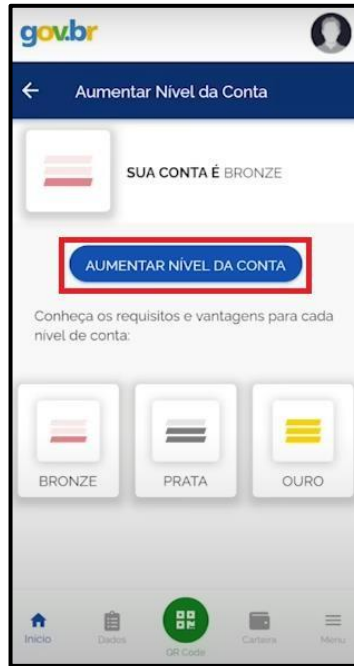 gov.br
Aumentar Nível da Conta
SUA CONTA É BRONZE
AUMENTAR NÍVEL DA CONTA
Conheça os requisitos e vantagens para cada
nível de conta:
BRONZE PRATA OURO
Início Dados QR Code Carteira Menu